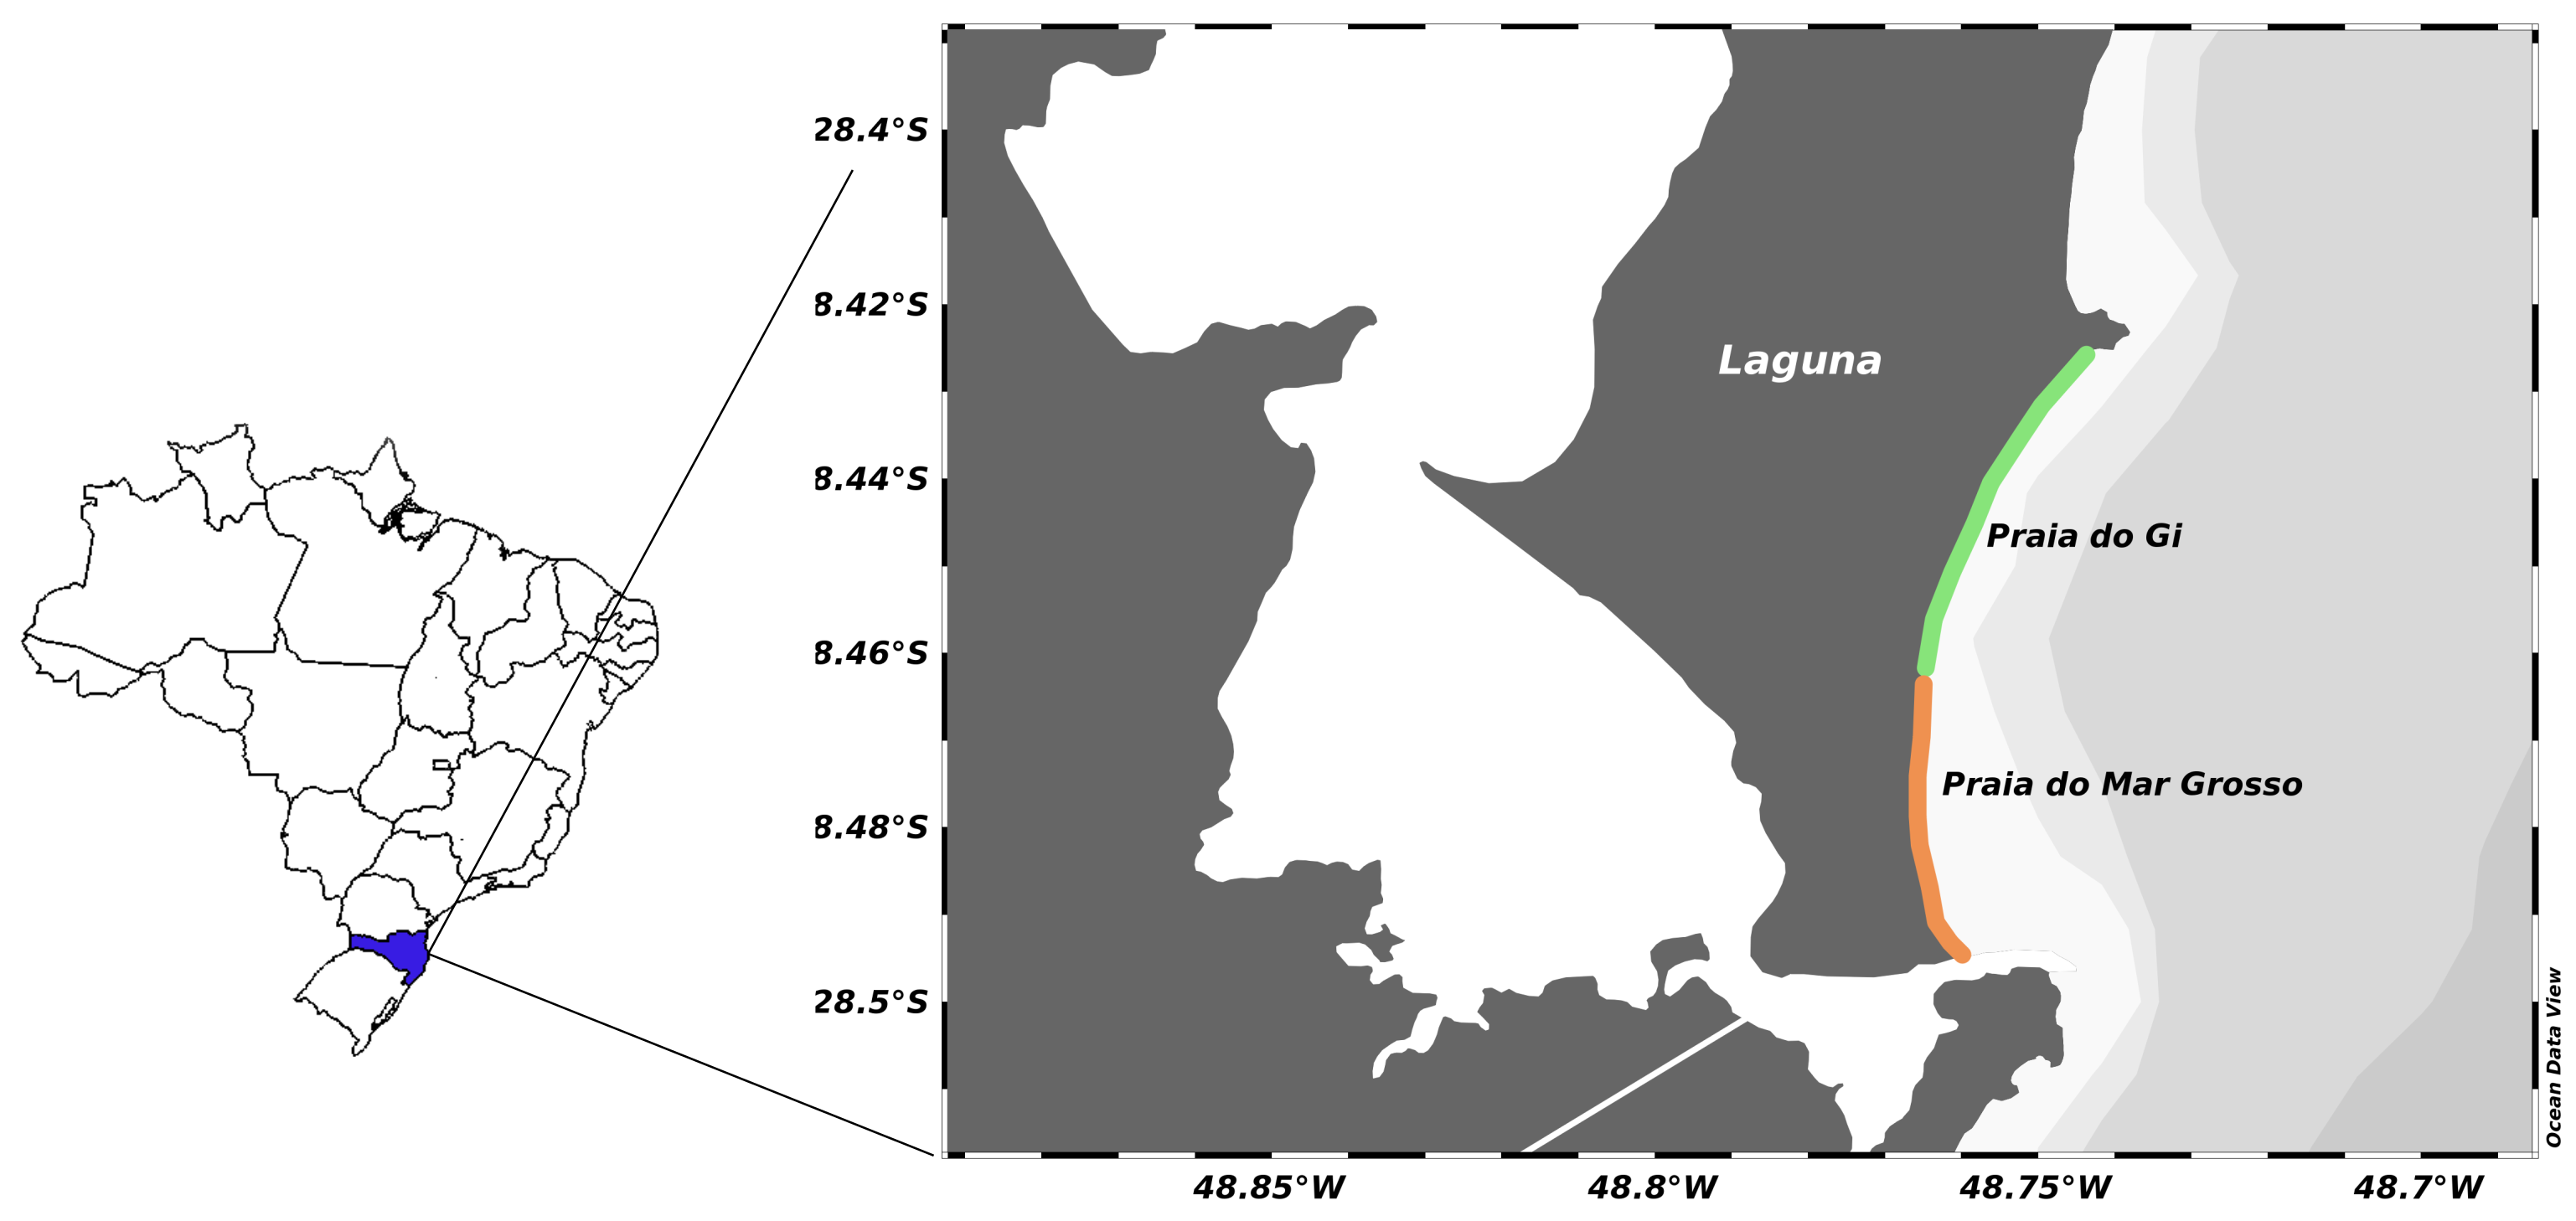 28.4°S
8.42°S
Laguna
8.44°S
Praia do Gi
8.46°S
Praia do Mar Grosso
8.48°S
28.5°S
Ocean Data View
48.85°W
48.8°W
48.75°W
48.7°W